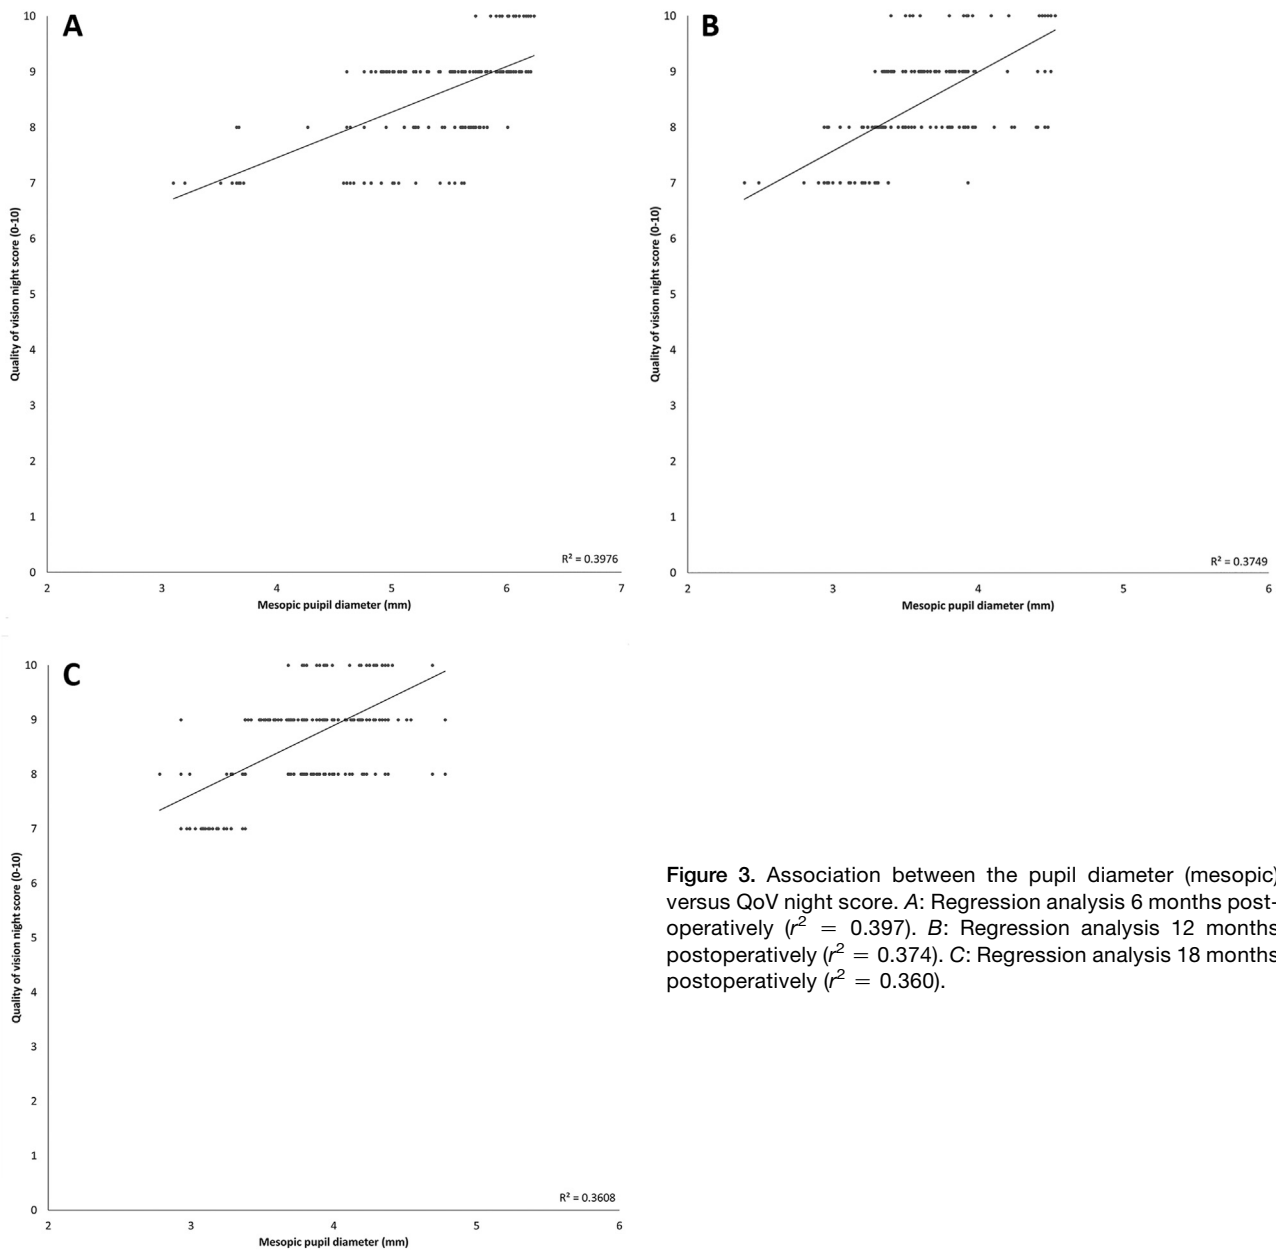 A
10
9
8
7
6
5
4
3
2
1
0
Quality of vision night score (0-10)
R² = 0.3976
2 3 4 5 6 7
Mesopic puipil diameter (mm)
B
10
9
8
7
6
5
4
3
2
1
0
Quality of vision night score (0-10)
R² = 0.3749
2 3 4 5 6
Mesopic pupil diameter (mm)
C
10
9
8
7
6
5
4
3
2
1
0
Quality of vision night score (0-10)
R² = 0.3608
2 3 4 5 6
Mesopic pupil diameter (mm)
Figure 3. Association between the pupil diameter (mesopic)
versus QoV night score. A: Regression analysis 6 months post-
operatively (r² = 0.397). B: Regression analysis 12 months
postoperatively (r² = 0.374). C: Regression analysis 18 months
postoperatively (r² = 0.360).